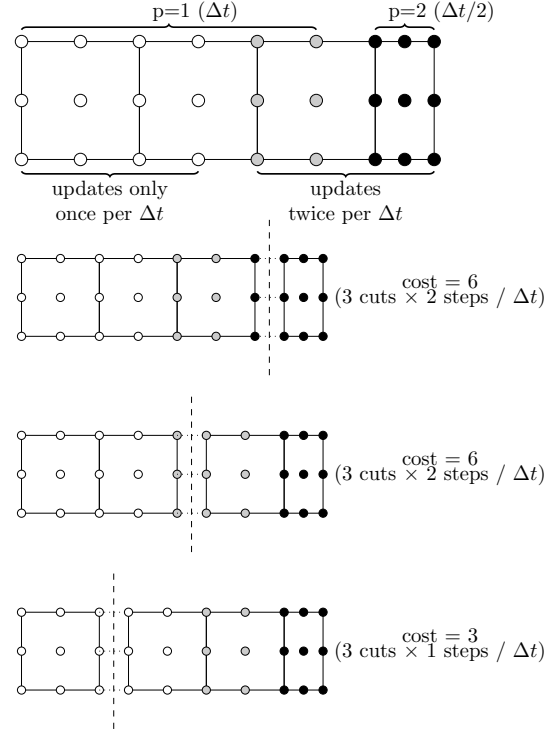 p=1 (Δt)
p=2 (Δt/2)
updates only
once per Δt
updates
twice per Δt
cost = 6
(3 cuts × 2 steps / Δt)
cost = 6
(3 cuts × 2 steps / Δt)
cost = 3
(3 cuts × 1 steps / Δt)